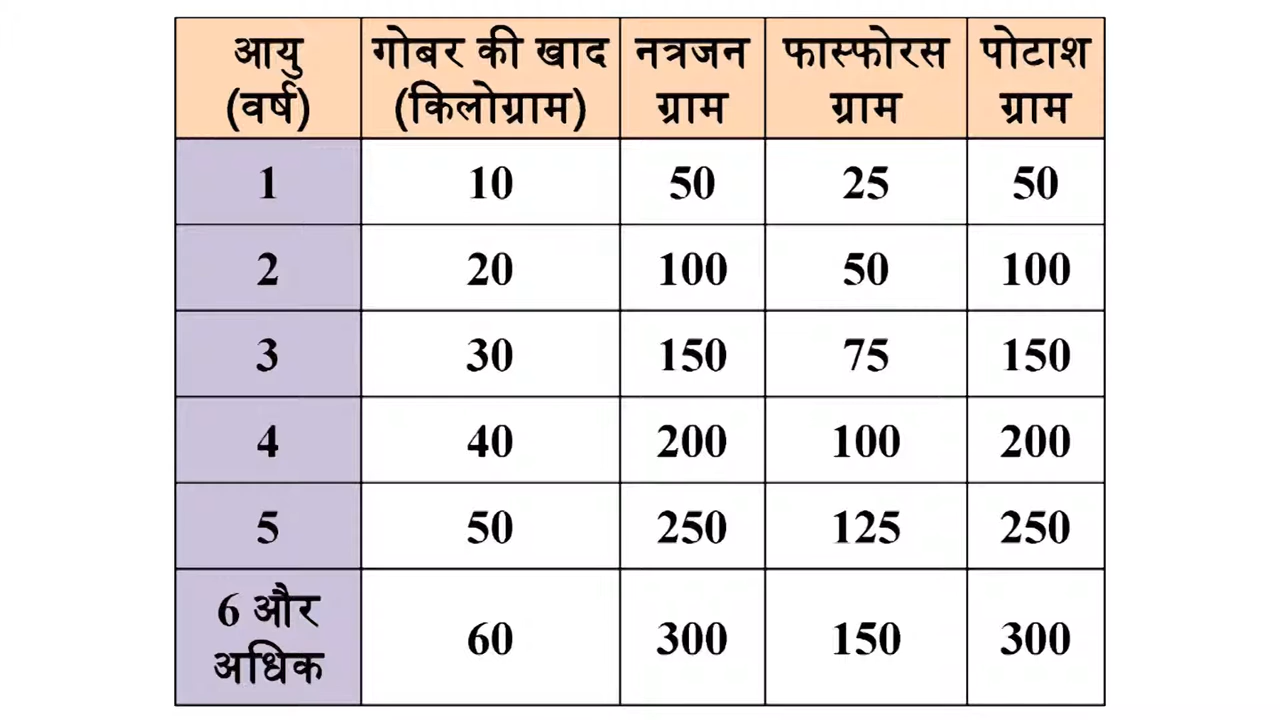 आयु गोबर की खाद नत्रजन फास्फोरस पोटाश
(वर्ष) (किलोग्राम) ग्राम ग्राम ग्राम
1 10 50 25 50
2 20 100 50 100
3 30 150 75 150
4 40 200 100 200
5 50 250 125 250
6 और
अधिक 60 300 150 300